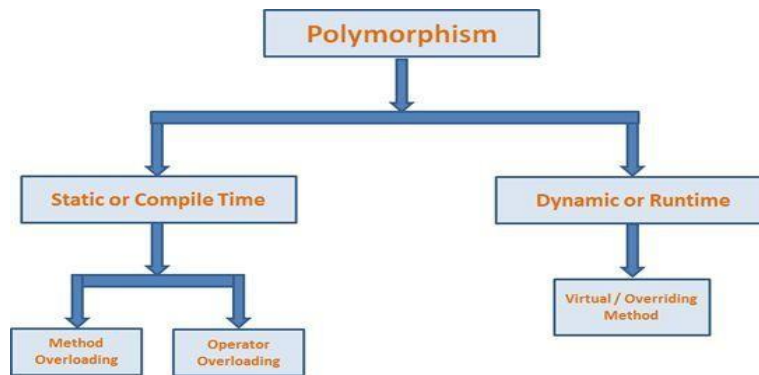 Polymorphism
Static or Compile Time
Dynamic or Runtime
Method
Overloading
Operator
Overloading
Virtual / Overriding
Method